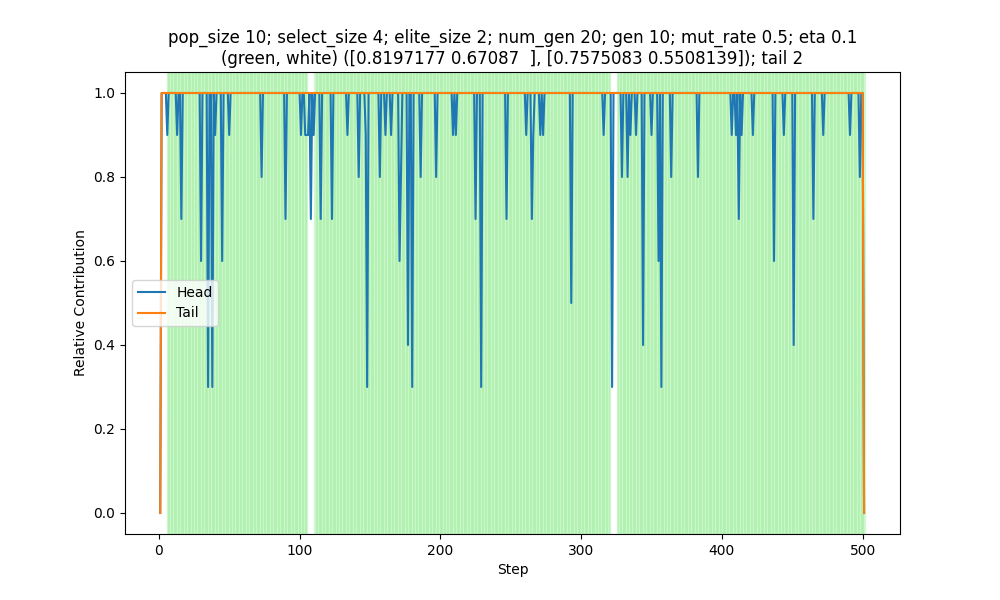 pop_size 10; select_size 4; elite_size 2; num_gen 20; gen 10; mut_rate 0.5; eta 0.1
(green, white) ([0.8197177 0.67087  ], [0.7575083 0.5508139]); tail 2
1.0
0.8
0.6
0.4
0.2
0.0
Relative Contribution
Head
Tail
0 100 200 300 400 500
Step